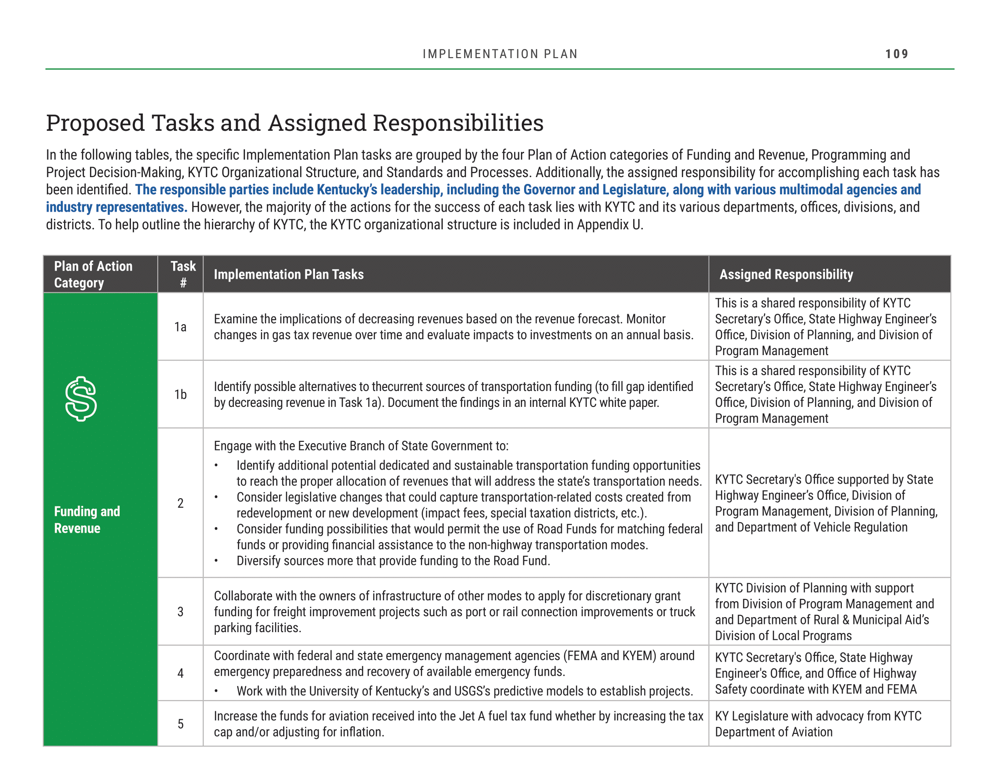 IMPLEMENTATION PLAN
109
Proposed Tasks and Assigned Responsibilities
In the following tables, the specific Implementation Plan tasks are grouped by the four Plan of Action categories of Funding and Revenue, Programming and
Project Decision-Making, KYTC Organizational Structure, and Standards and Processes. Additionally, the assigned responsibility for accomplishing each task has
been identified. The responsible parties include Kentucky’s leadership, including the Governor and Legislature, along with various multimodal agencies and
industry representatives. However, the majority of the actions for the success of each task lies with KYTC and its various departments, offices, divisions, and
districts. To help outline the hierarchy of KYTC, the KYTC organizational structure is included in Appendix U.
Plan of Action
Category
Task
#
Implementation Plan Tasks
Assigned Responsibility
Funding and
Revenue
1a
Examine the implications of decreasing revenues based on the revenue forecast. Monitor
changes in gas tax revenue over time and evaluate impacts to investments on an annual basis.
This is a shared responsibility of KYTC
Secretary’s Office, State Highway Engineer’s
Office, Division of Planning, and Division of
Program Management
1b
Identify possible alternatives to thecurrent sources of transportation funding (to fill gap identified
by decreasing revenue in Task 1a). Document the findings in an internal KYTC white paper.
This is a shared responsibility of KYTC
Secretary’s Office, State Highway Engineer’s
Office, Division of Planning, and Division of
Program Management
2
Engage with the Executive Branch of State Government to:
• Identify additional potential dedicated and sustainable transportation funding opportunities
to reach the proper allocation of revenues that will address the state’s transportation needs.
• Consider legislative changes that could capture transportation-related costs created from
redevelopment or new development (impact fees, special taxation districts, etc.).
• Consider funding possibilities that would permit the use of Road Funds for matching federal
funds or providing financial assistance to the non-highway transportation modes.
• Diversify sources more that provide funding to the Road Fund.
KYTC Secretary's Office supported by State
Highway Engineer’s Office, Division of
Program Management, Division of Planning,
and Department of Vehicle Regulation
3
Collaborate with the owners of infrastructure of other modes to apply for discretionary grant
funding for freight improvement projects such as port or rail connection improvements or truck
parking facilities.
KYTC Division of Planning with support
from Division of Program Management and
and Department of Rural & Municipal Aid’s
Division of Local Programs
4
Coordinate with federal and state emergency management agencies (FEMA and KYEM) around
emergency preparedness and recovery of available emergency funds.
• Work with the University of Kentucky’s and USGS’s predictive models to establish projects.
KYTC Secretary's Office, State Highway
Engineer's Office, and Office of Highway
Safety coordinate with KYEM and FEMA
5
Increase the funds for aviation received into the Jet A fuel tax fund whether by increasing the tax
cap and/or adjusting for inflation.
KY Legislature with advocacy from KYTC
Department of Aviation